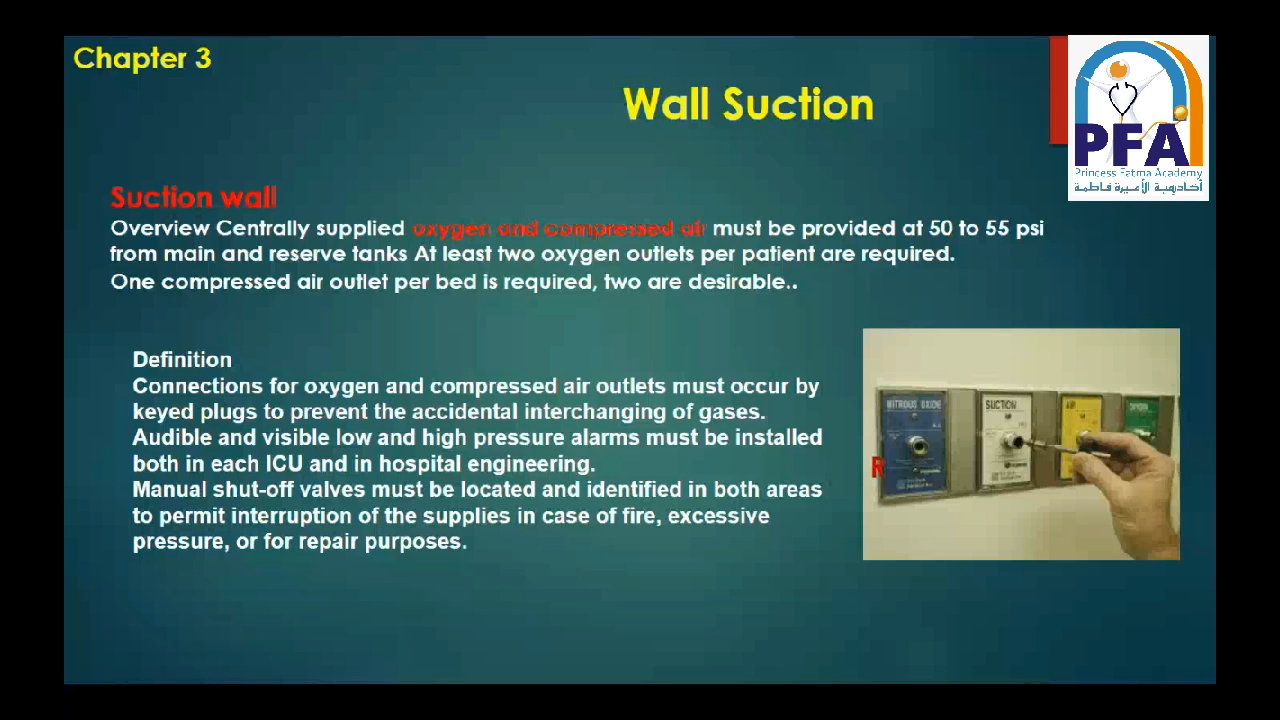 Chapter 3
Wall Suction
PFA
Princess Fatma Academy
أكاديمية الأميرة فاطمة
Suction wall
Overview Centrally supplied oxygen and compressed air must be provided at 50 to 55 psi
from main and reserve tanks At least two oxygen outlets per patient are required.
One compressed air outlet per bed is required, two are desirable..
Definition
Connections for oxygen and compressed air outlets must occur by
keyed plugs to prevent the accidental interchanging of gases.
Audible and visible low and high pressure alarms must be installed
both in each ICU and in hospital engineering.
Manual shut-off valves must be located and identified in both areas
to permit interruption of the supplies in case of fire, excessive
pressure, or for repair purposes.
NITROUS OXIDE
SUCTION
AIR
R